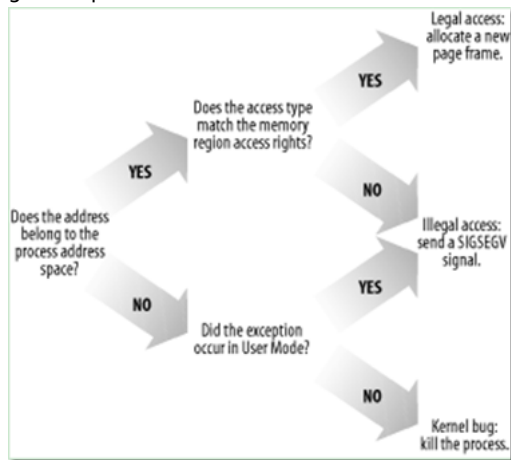 Legal access:
allocate a new
page frame.
YES
Does the access type
match the memory
region access rights?
YES
NO
Does the address
belong to the
process address
space?
Illegal access:
send a SIGSEGV
signal.
NO
YES
Did the exception
occur in User Mode?
NO
Kernel bug:
kill the process.